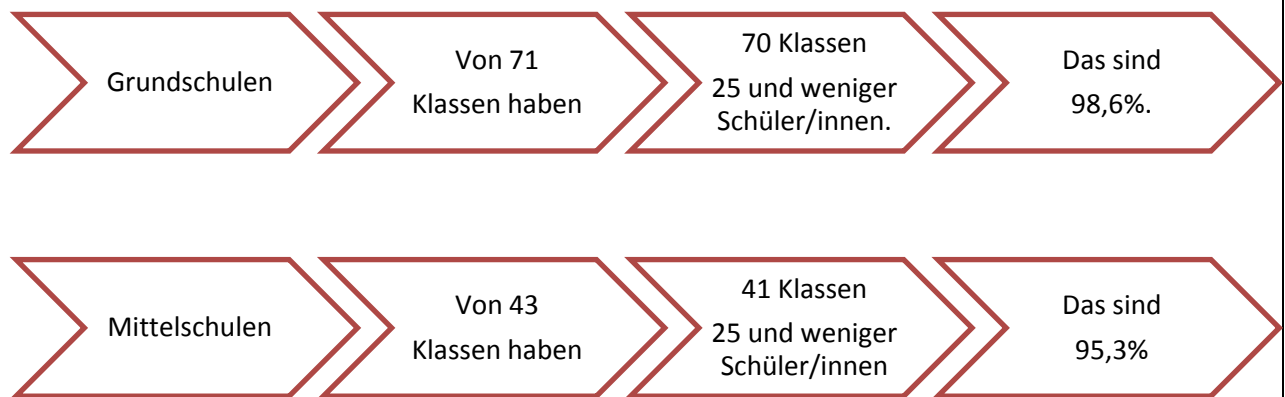 Grundschulen
Von 71
Klassen haben
70 Klassen
25 und weniger
Schüler/innen.
Das sind
98,6%.
Mittelschulen
Von 43
Klassen haben
41 Klassen
25 und weniger
Schüler/innen
Das sind
95,3%